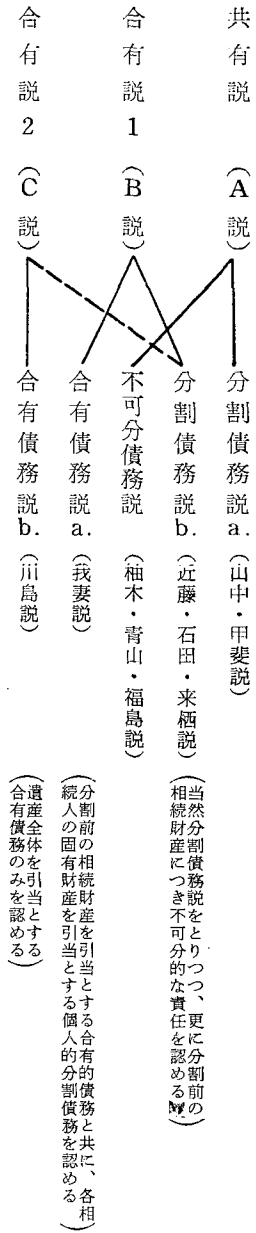 共有説 (A説)
合有説1 (B説)
合有説2 (C説)
分割債務説a. (山中・甲斐説)
分割債務説b. (近藤・石田・来栖説)
(当然分割債務説をとりつつ、更に分割前の
相続財産につき不可分的な責任を認める)
不可分債務説 (柚木・青山・福島説)
合有債務説a. (我妻説)
(分割前の相続財産を引当とする合有的債務と共に、各相
続人の固有財産を引当とする個人的分割債務を認める)
合有債務説b. (川島説)
(遺産全体を引当とする
合有債務のみを認める)